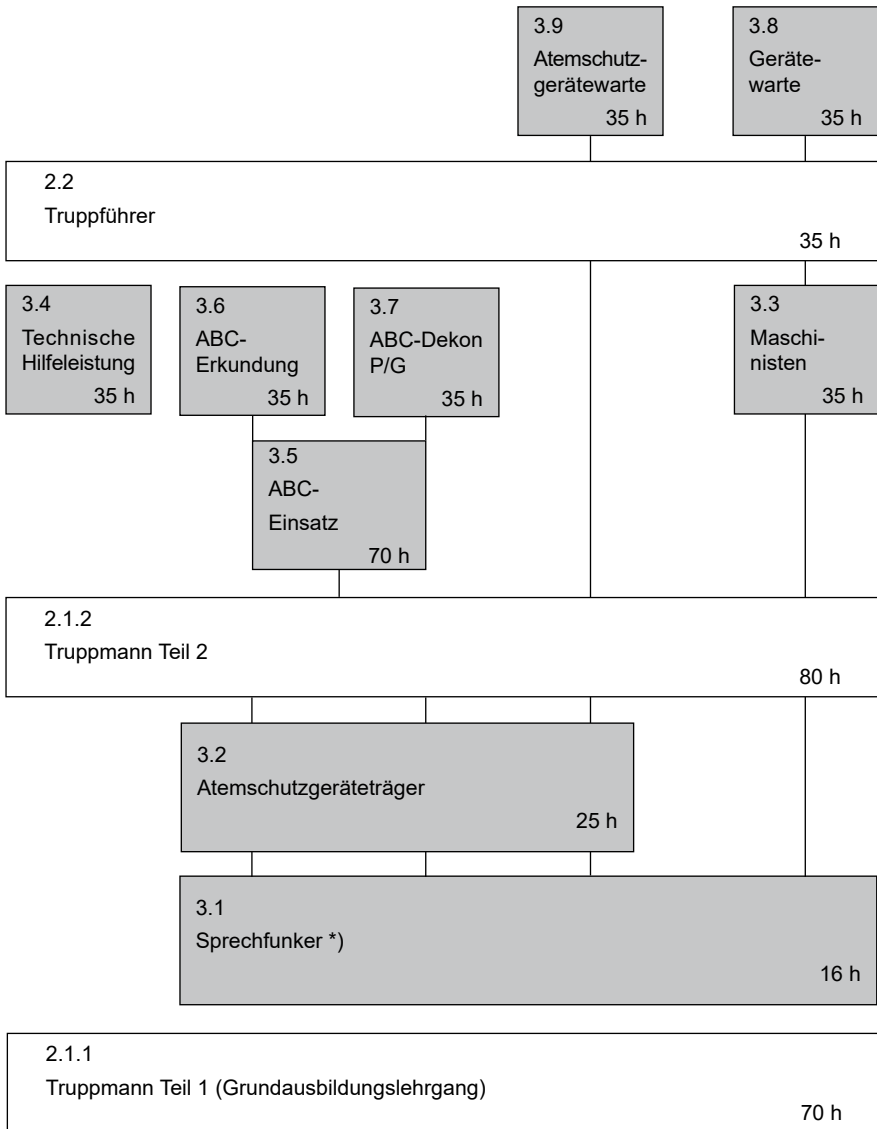 3.9
Atemschutz-
gerätewarte
35 h
3.8
Geräte-
warte
35 h
2.2
Truppführer
35 h
3.4
Technische
Hilfeleistung
35 h
3.6
ABC-
Erkundung
35 h
3.7
ABC-Dekon
P/G
35 h
3.3
Maschi-
nisten
35 h
3.5
ABC-
Einsatz
70 h
2.1.2
Truppmann Teil 2
80 h
3.2
Atemschutzgeräteträger
25 h
3.1
Sprechfunker *)
16 h
2.1.1
Truppmann Teil 1 (Grundausbildungslehrgang)
70 h